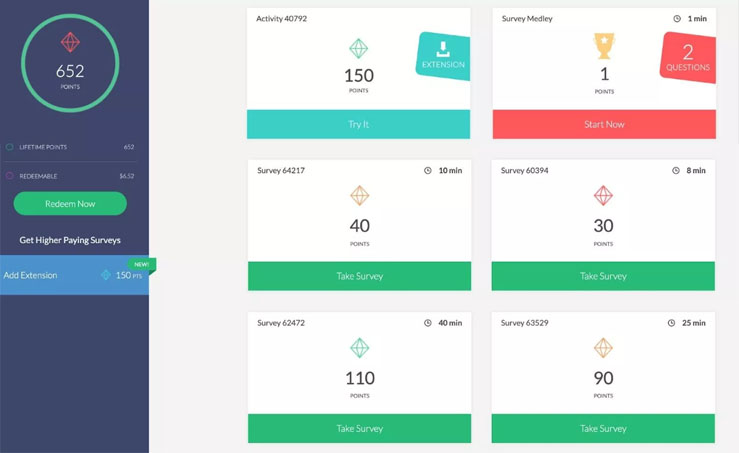 652
POINTS
LIFETIME POINTS 652
REDEEMABLE $6.52
Redeem Now
Get Higher Paying Surveys
NEW!
Add Extension 150 PTS
Activity 40792
EXTENSION
150
POINTS
Try It
Survey Medley 1 min
2
QUESTIONS
1
POINTS
Start Now
Survey 64217 10 min
40
POINTS
Take Survey
Survey 60394 8 min
30
POINTS
Take Survey
Survey 62472 40 min
110
POINTS
Take Survey
Survey 63529 25 min
90
POINTS
Take Survey